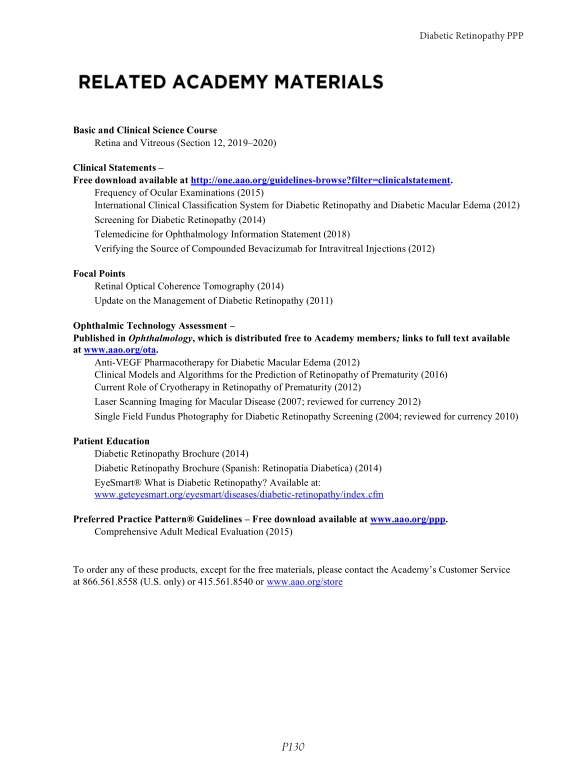 Diabetic Retinopathy PPP
RELATED ACADEMY MATERIALS
Basic and Clinical Science Course
Retina and Vitreous (Section 12, 2019–2020)
Clinical Statements –
Free download available at http://one.aao.org/guidelines-browse?filter=clinicalstatement.
Frequency of Ocular Examinations (2015)
International Clinical Classification System for Diabetic Retinopathy and Diabetic Macular Edema (2012)
Screening for Diabetic Retinopathy (2014)
Telemedicine for Ophthalmology Information Statement (2018)
Verifying the Source of Compounded Bevacizumab for Intravitreal Injections (2012)
Focal Points
Retinal Optical Coherence Tomography (2014)
Update on the Management of Diabetic Retinopathy (2011)
Ophthalmic Technology Assessment –
Published in Ophthalmology, which is distributed free to Academy members; links to full text available
at www.aao.org/ota.
Anti-VEGF Pharmacotherapy for Diabetic Macular Edema (2012)
Clinical Models and Algorithms for the Prediction of Retinopathy of Prematurity (2016)
Current Role of Cryotherapy in Retinopathy of Prematurity (2012)
Laser Scanning Imaging for Macular Disease (2007; reviewed for currency 2012)
Single Field Fundus Photography for Diabetic Retinopathy Screening (2004; reviewed for currency 2010)
Patient Education
Diabetic Retinopathy Brochure (2014)
Diabetic Retinopathy Brochure (Spanish: Retinopatía Diabetica) (2014)
EyeSmart® What is Diabetic Retinopathy? Available at:
www.geteyesmart.org/eyesmart/diseases/diabetic-retinopathy/index.cfm
Preferred Practice Pattern® Guidelines – Free download available at www.aao.org/ppp.
Comprehensive Adult Medical Evaluation (2015)
To order any of these products, except for the free materials, please contact the Academy’s Customer Service
at 866.561.8558 (U.S. only) or 415.561.8540 or www.aao.org/store
P130